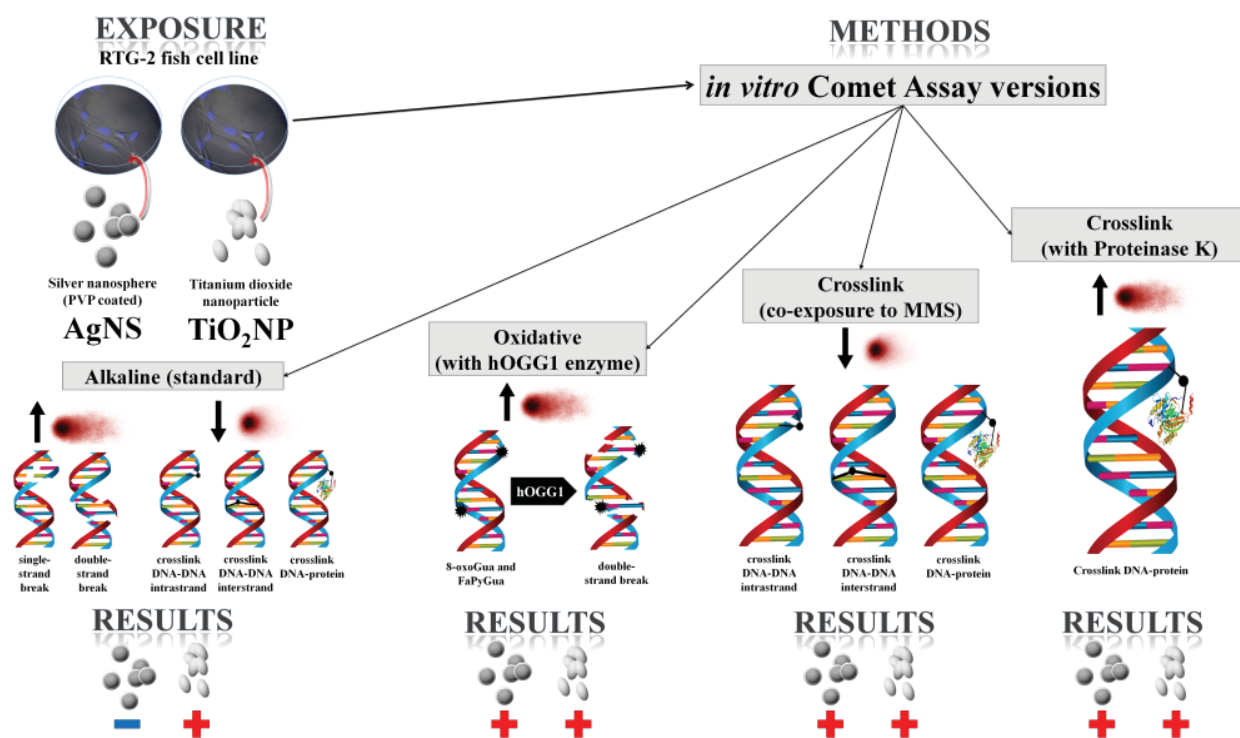 EXPOSURE
RTG-2 fish cell line
Silver nanosphere
(PVP coated)
AgNS
Titanium dioxide
nanoparticle
TiO₂NP
METHODS
in vitro Comet Assay versions
Alkaline (standard)
single-
strand
break
double-
strand
break
crosslink
DNA-DNA
intrastrand
crosslink
DNA-DNA
interstrand
crosslink
DNA-protein
Oxidative
(with hOGG1 enzyme)
hOGG1
8-oxoGua and
FaPyGua
double-
strand break
Crosslink
(co-exposure to MMS)
crosslink
DNA-DNA
intrastrand
crosslink
DNA-DNA
interstrand
crosslink
DNA-protein
Crosslink
(with Proteinase K)
Crosslink DNA-protein
RESULTS
RESULTS
RESULTS
RESULTS